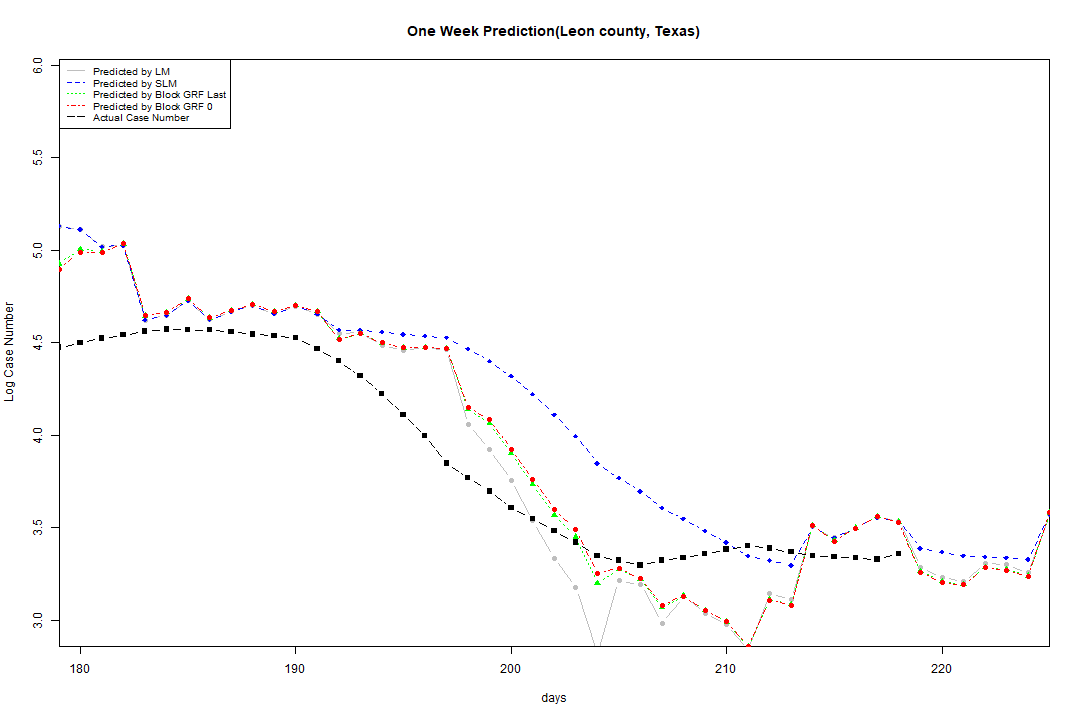 One Week Prediction(Leon county, Texas)
Predicted by LM
Predicted by SLM
Predicted by Block GRF Last
Predicted by Block GRF 0
Actual Case Number
6.0
5.5
5.0
4.5
4.0
3.5
3.0
Log Case Number
180 190 200 210 220
days